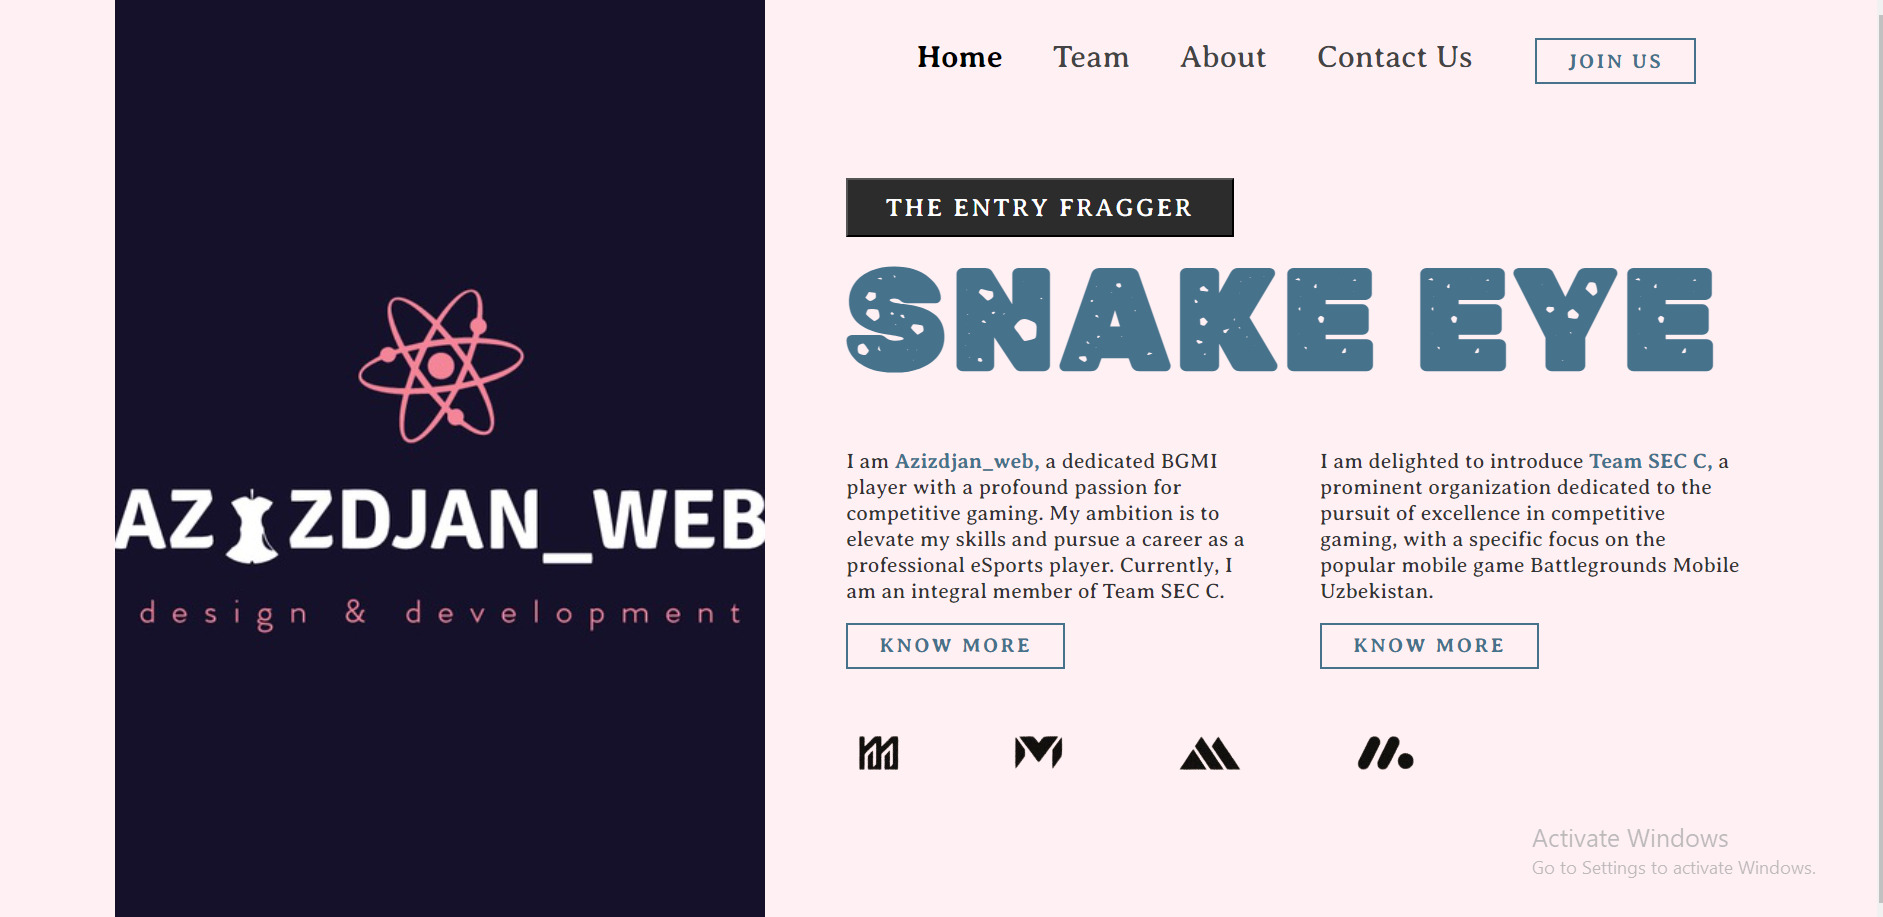 Home Team About Contact Us JOIN US
THE ENTRY FRAGGER
SNAKE EYE
AZIZDJAN_WEB
design & development
I am Azizdjan_web, a dedicated BGMI
player with a profound passion for
competitive gaming. My ambition is to
elevate my skills and pursue a career as a
professional eSports player. Currently, I
am an integral member of Team SEC C.
KNOW MORE
I am delighted to introduce Team SEC C, a
prominent organization dedicated to the
pursuit of excellence in competitive
gaming, with a specific focus on the
popular mobile game Battlegrounds Mobile
Uzbekistan.
KNOW MORE
Activate Windows
Go to Settings to activate Windows.